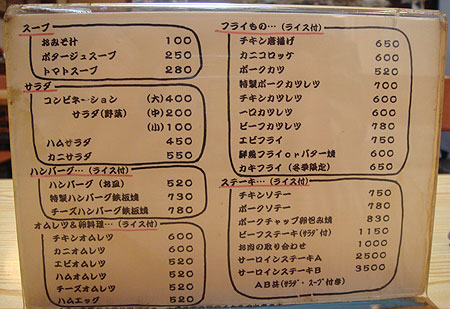 スープ
おみそ汁 100
ポタージュスープ 250
トマトスープ 280
サラダ
コンビネーション (大)400
サラダ(野菜) (中)200
(小)100
ハムサラダ 450
カニサラダ 550
ハンバーグ…(ライス付)
ハンバーグ(お皿) 520
特製ハンバーグ鉄板焼 730
チーズハンバーグ鉄板焼 780
オムレツ&卵料理…(ライス付)
チキンオムレツ 600
カニオムレツ 600
エビオムレツ 520
ハムオムレツ 520
チーズオムレツ 520
ハムエッグ 520
フライもの…(ライス付)
チキン唐揚げ 650
カニコロッケ 650
ポークカツ 520
特製ポークカツレツ 700
チキンカツレツ 600
一口カツレツ 600
ビーフカツレツ 780
エビフライ 750
鮮魚フライorバター焼 600
カキフライ(冬季限定) 650
ステーキ…(ライス付)
チキンソテー 750
ポークソテー 780
ポークチャップ卵包み焼 830
ビーフステーキ(サラダ付) 1150
お肉の取り合わせ 1000
サーロインステーキA 2500
サーロインステーキB 3500
AB共(サラダ・スープ付き)